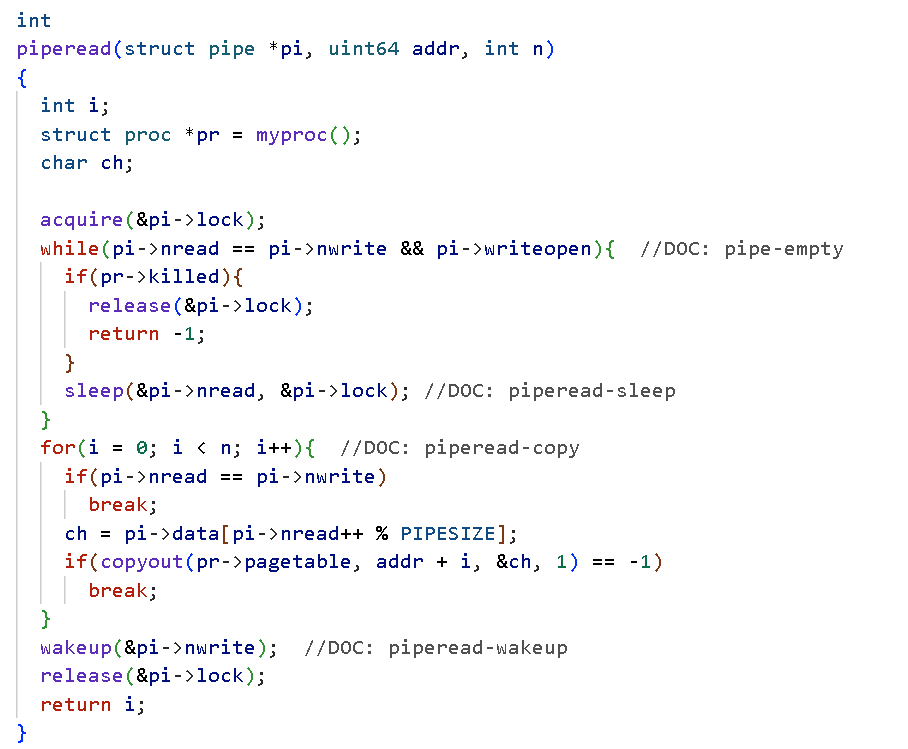 int
piperead(struct pipe *pi, uint64 addr, int n)
{
  int i;
  struct proc *pr = myproc();
  char ch;

  acquire(&pi->lock);
  while(pi->nread == pi->nwrite && pi->writeopen){  //DOC: pipe-empty
    if(pr->killed){
      release(&pi->lock);
      return -1;
    }
    sleep(&pi->nread, &pi->lock); //DOC: piperead-sleep
  }
  for(i = 0; i < n; i++){  //DOC: piperead-copy
    if(pi->nread == pi->nwrite)
      break;
    ch = pi->data[pi->nread++ % PIPESIZE];
    if(copyout(pr->pagetable, addr + i, &ch, 1) == -1)
      break;
  }
  wakeup(&pi->nwrite);  //DOC: piperead-wakeup
  release(&pi->lock);
  return i;
}